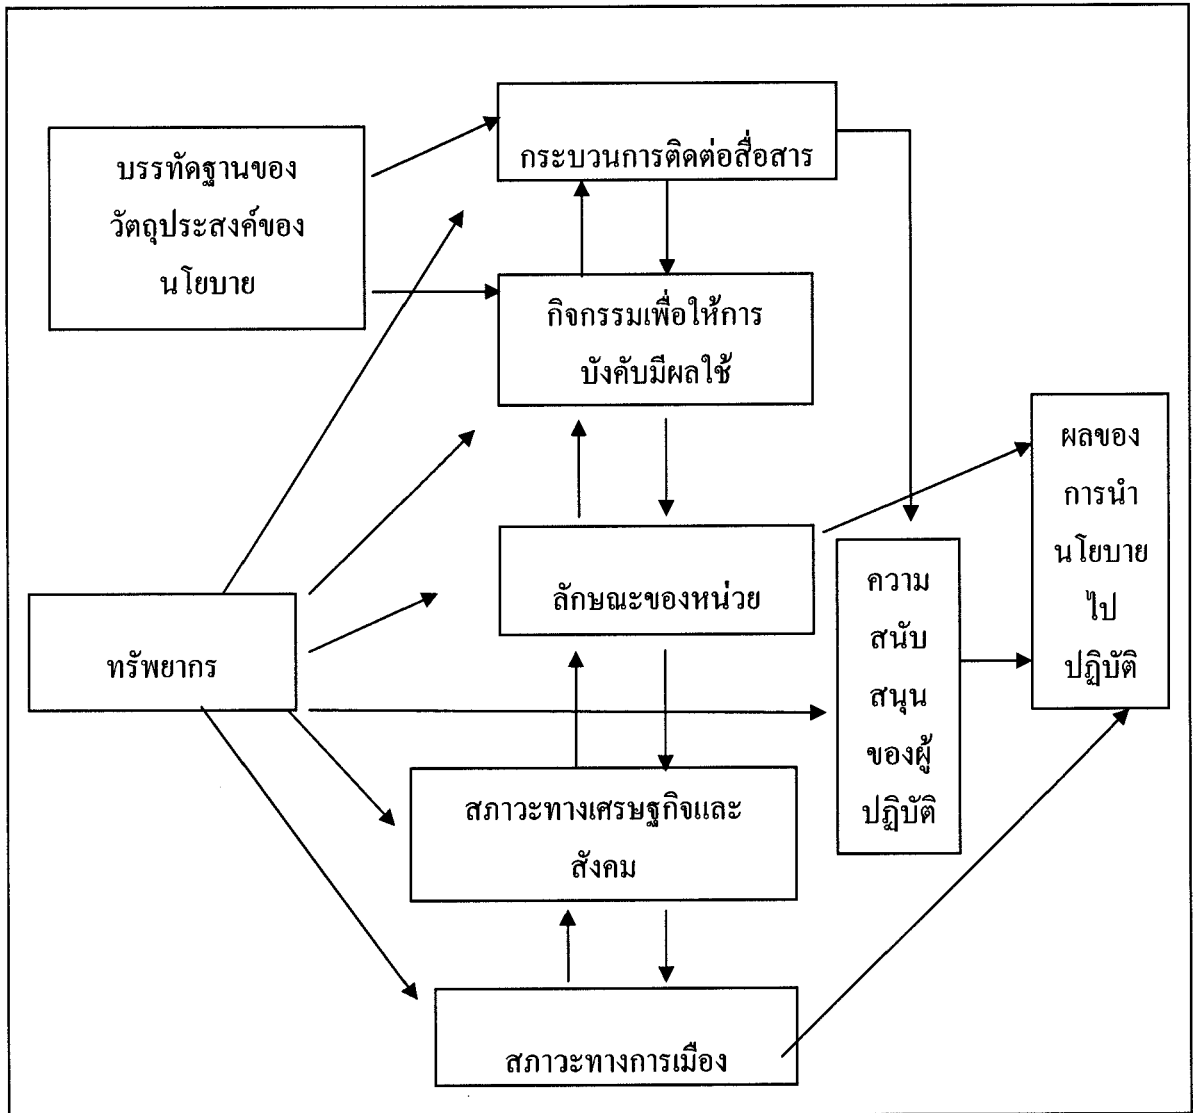 กระบวนการติดต่อสื่อสาร
บรรทัดฐานของ
วัตถุประสงค์ของ
นโยบาย
กิจกรรมเพื่อให้การ
บังคับมีผลใช้
ลักษณะของหน่วย
ทรัพยากร
สภาวะทางเศรษฐกิจและ
สังคม
สภาวะทางการเมือง
ความ
สนับ
สนุน
ของผู้
ปฏิบัติ
ผลของ
การนำ
นโยบาย
ไป
ปฏิบัติ